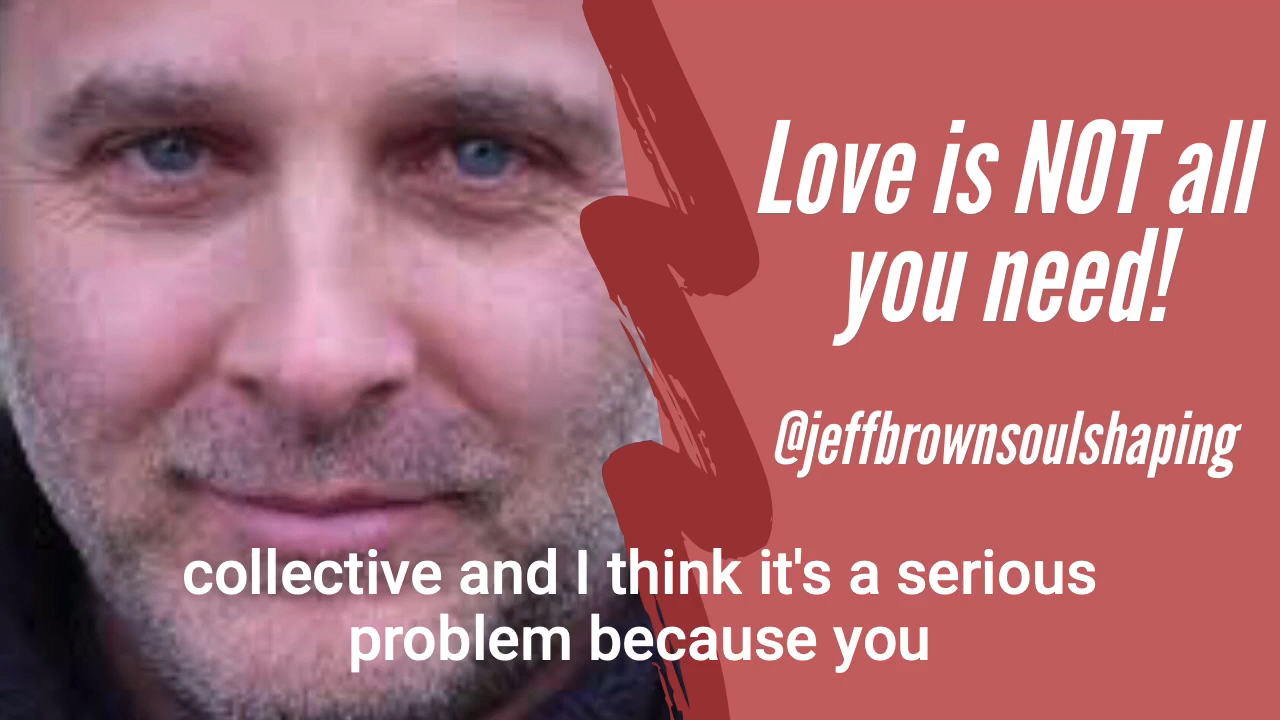 Love is NOT all
you need!
@jeffbrownsoulshaping
collective and I think it's a serious
problem because you